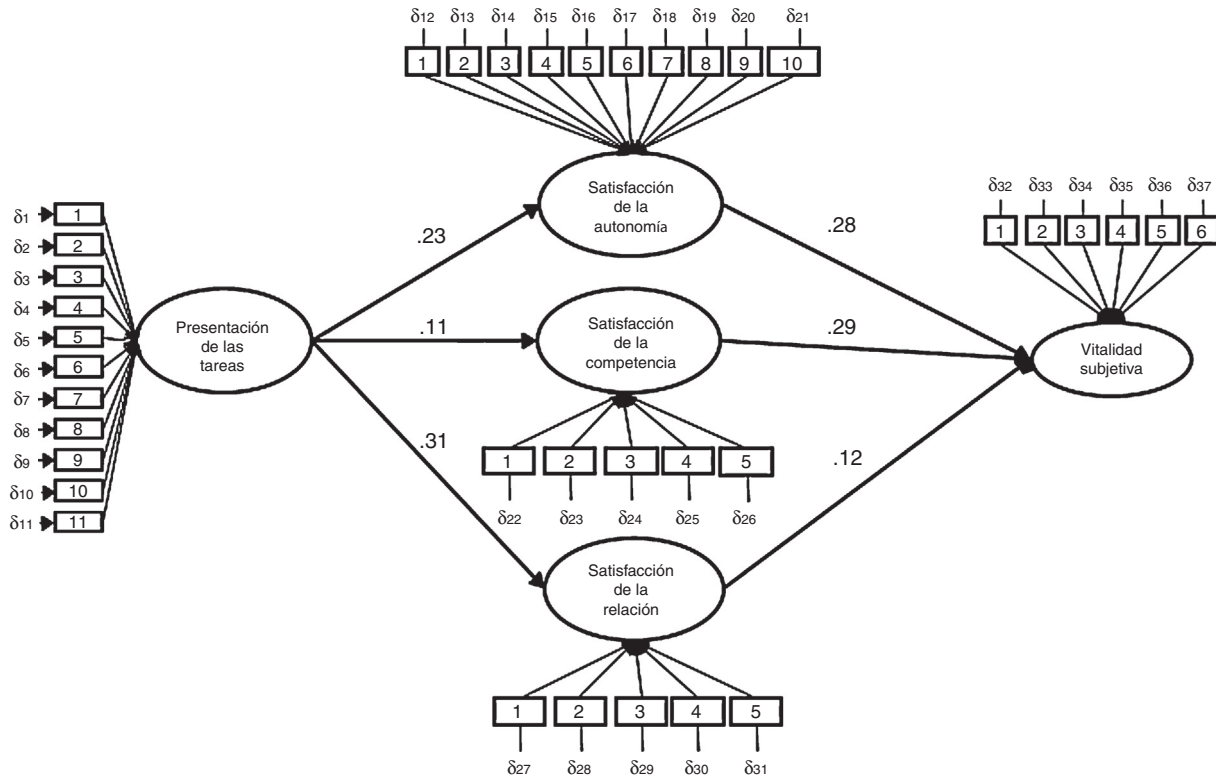 δ12 δ13 δ14 δ15 δ16 δ17 δ18 δ19 δ20 δ21
1 2 3 4 5 6 7 8 9 10
Satisfacción
de la
autonomía
δ32 δ33 δ34 δ35 δ36 δ37
1 2 3 4 5 6
δ1 1
δ2 2
δ3 3
δ4 4
δ5 5
δ6 6
δ7 7
δ8 8
δ9 9
δ10 10
δ11 11
Presentación
de las
tareas
.23
.11
.31
Satisfacción
de la
competencia
.28
.29
.12
Vitalidad
subjetiva
1 2 3 4 5
δ22 δ23 δ24 δ25 δ26
Satisfacción
de la
relación
1 2 3 4 5
δ27 δ28 δ29 δ30 δ31